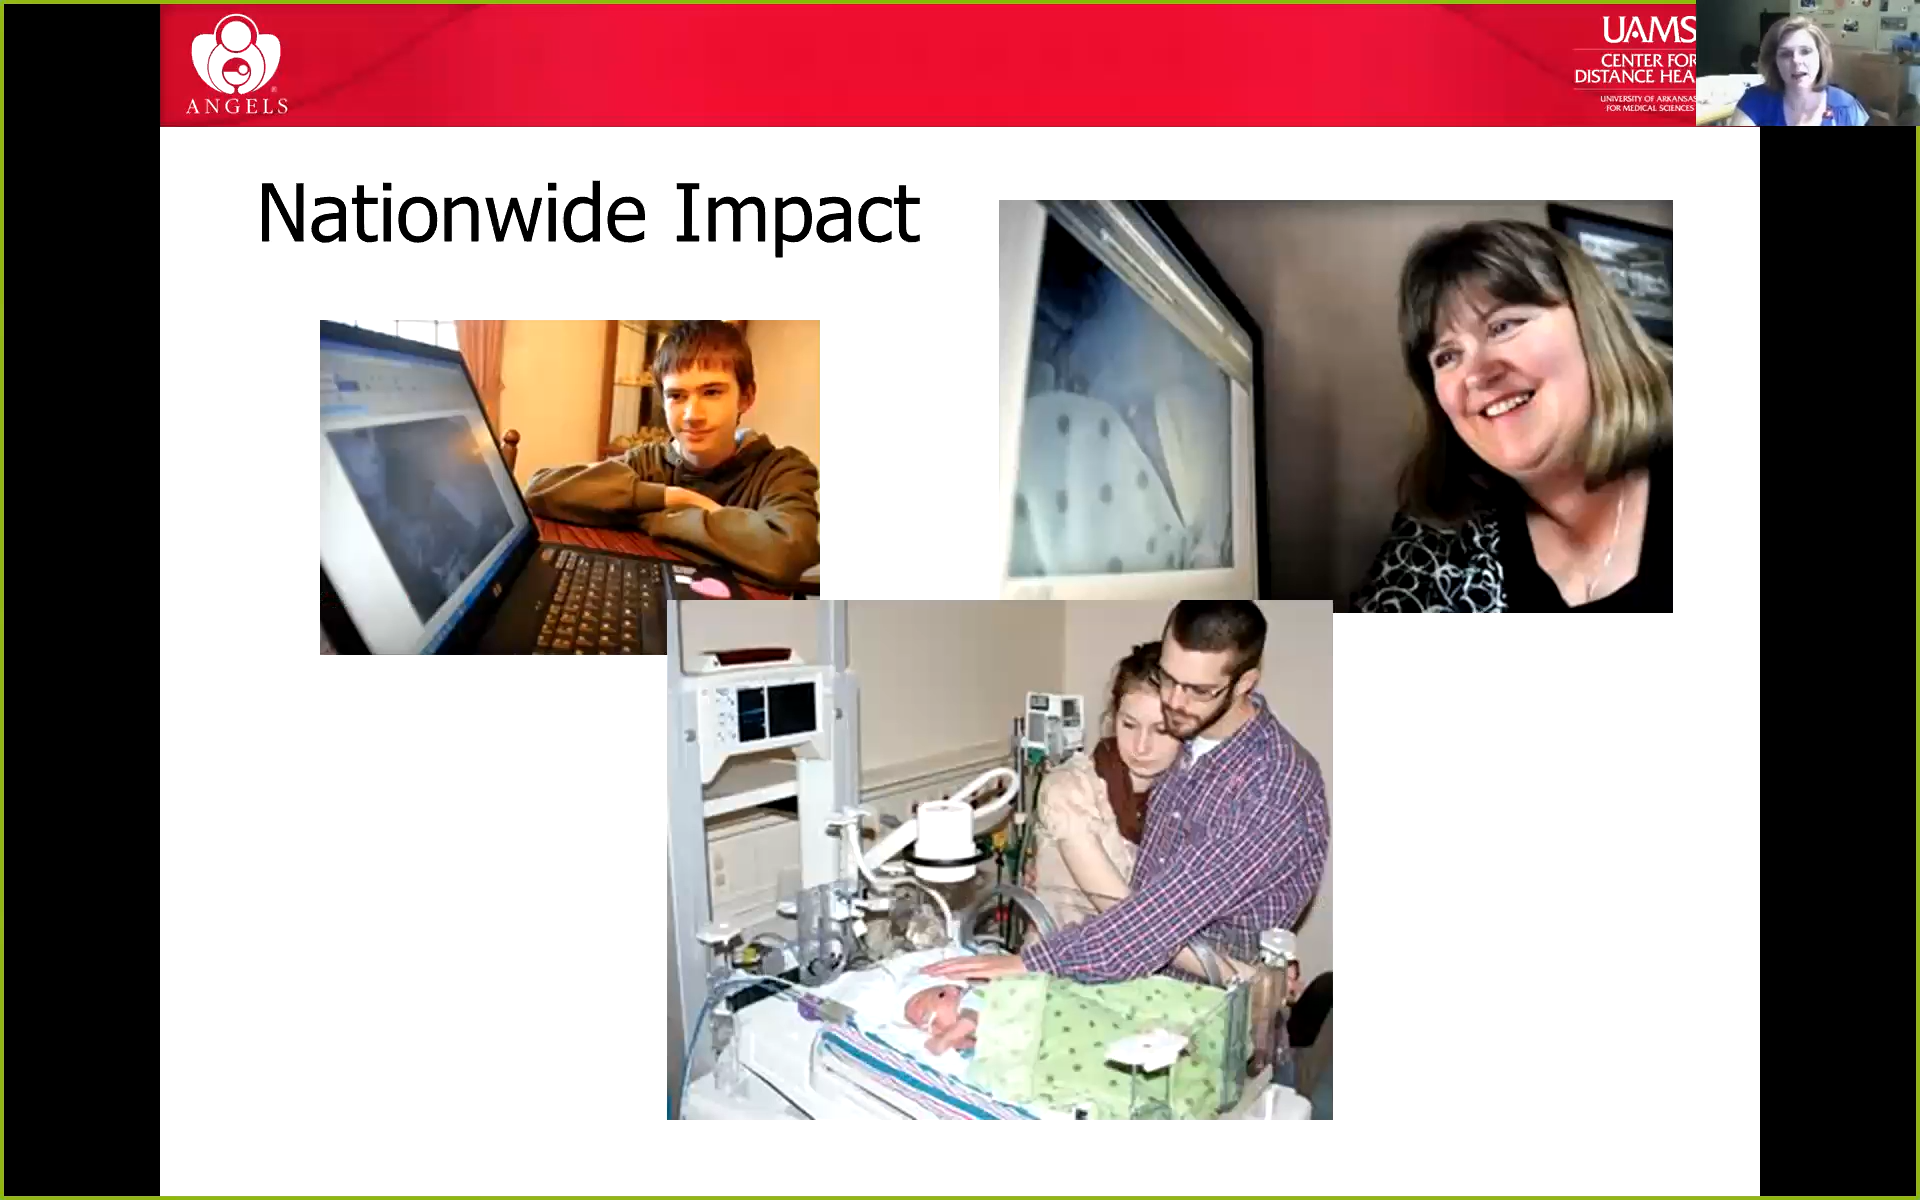 ANGELS
UAMS
CENTER FOR
DISTANCE HEA
UNIVERSITY OF ARKANSAS
FOR MEDICAL SCIENCES
Nationwide Impact